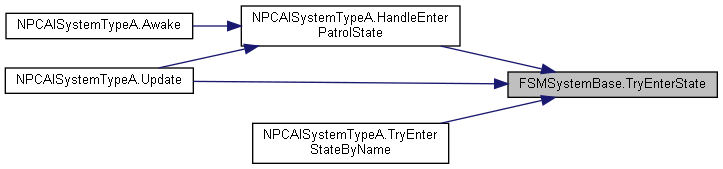 NPCAISystemTypeA.Awake
NPCAISystemTypeA.HandleEnter
PatrolState
NPCAISystemTypeA.Update
FSMSystemBase.TryEnterState
NPCAISystemTypeA.TryEnter
StateByName